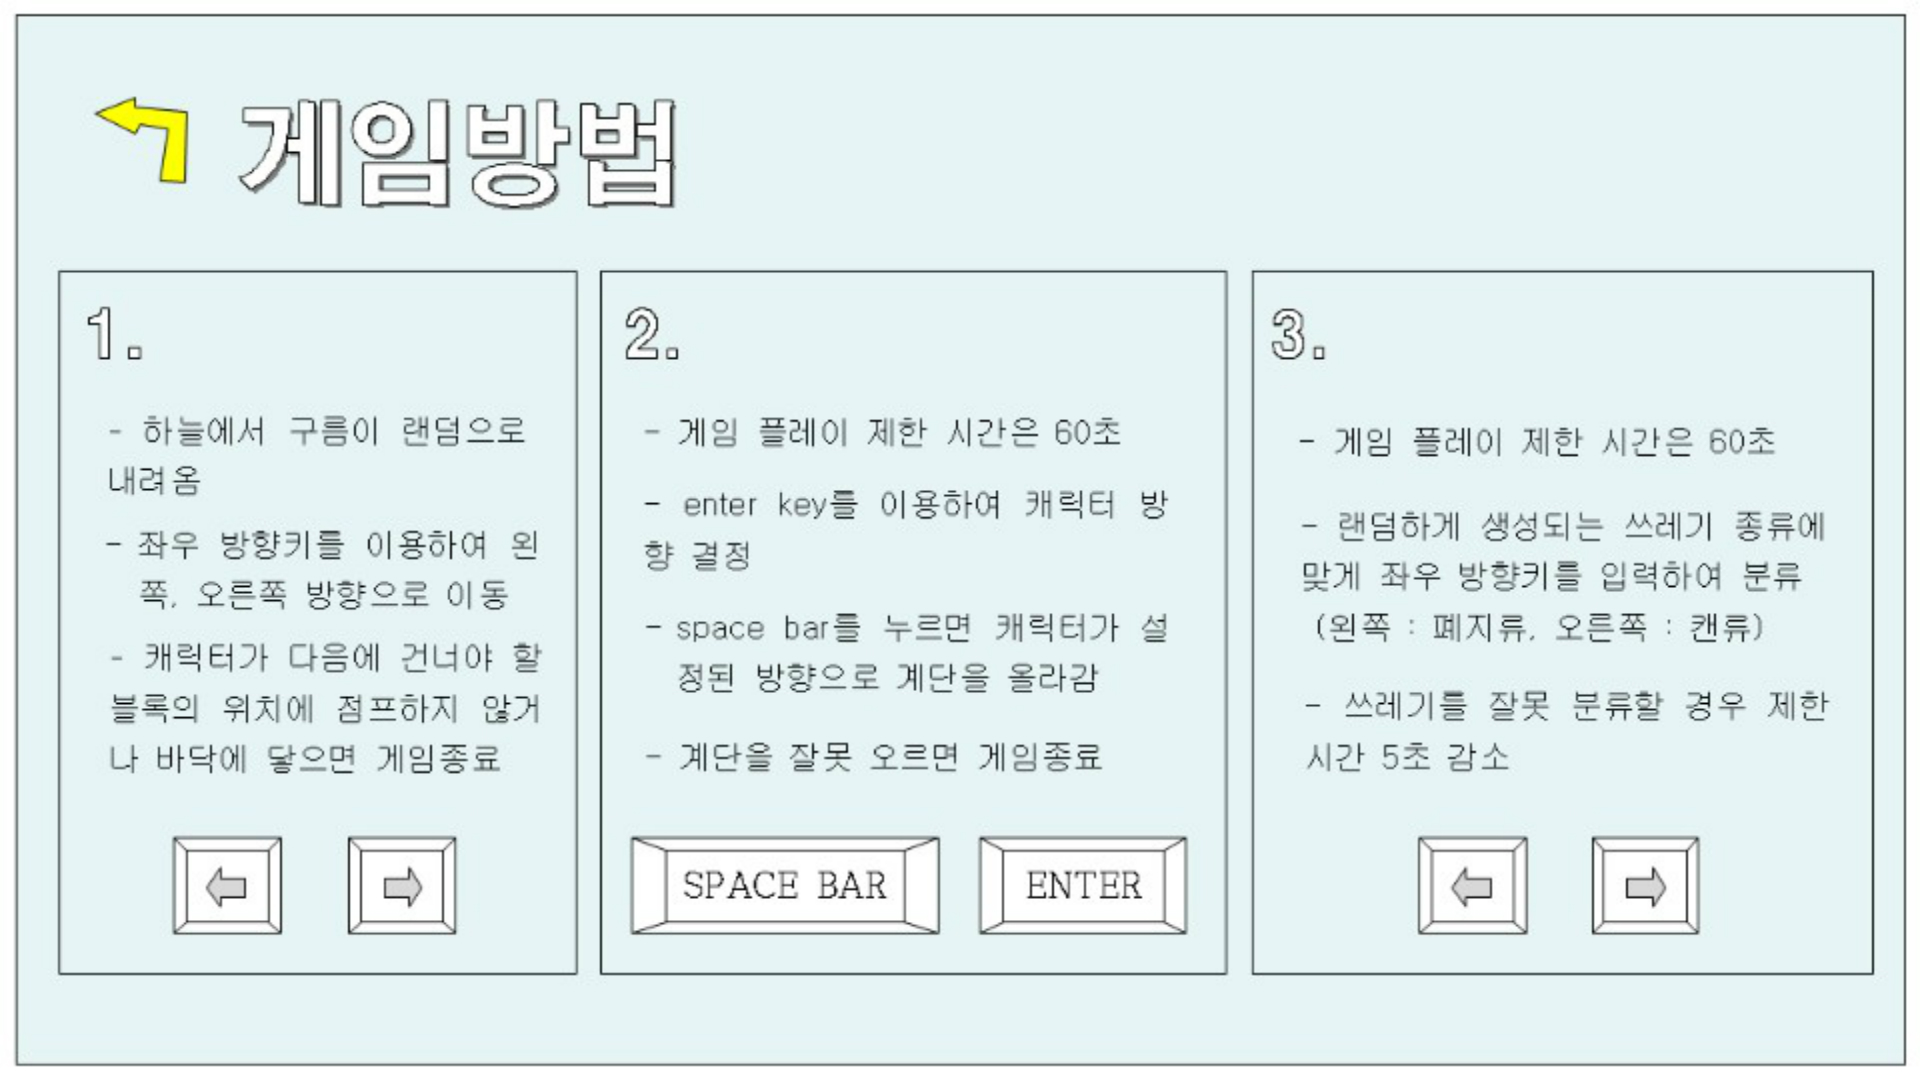 게임방법
1.
- 하늘에서 구름이 랜덤으로
내려옴
- 좌우 방향키를 이용하여 왼
쪽, 오른쪽 방향으로 이동
- 캐릭터가 다음에 건너야 할
블록의 위치에 점프하지 않거
나 바닥에 닿으면 게임종료
2.
- 게임 플레이 제한 시간은 60초
- enter key를 이용하여 캐릭터 방
향 결정
- space bar를 누르면 캐릭터가 설
정된 방향으로 계단을 올라감
- 계단을 잘못 오르면 게임종료
SPACE BAR
ENTER
3.
- 게임 플레이 제한 시간은 60초
- 랜덤하게 생성되는 쓰레기 종류에
맞게 좌우 방향키를 입력하여 분류
(왼쪽 : 폐지류, 오른쪽 : 캔류)
- 쓰레기를 잘못 분류할 경우 제한
시간 5초 감소